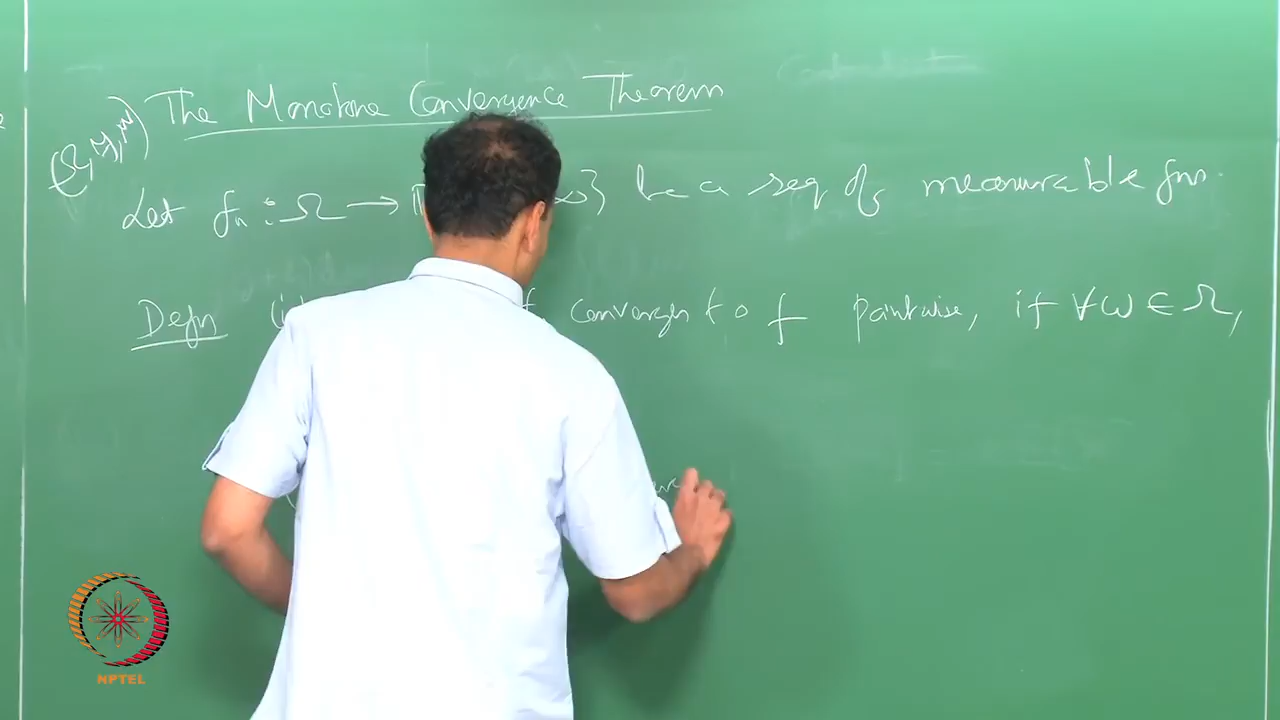 The Monotone Convergence Theorem
(Ω, F, μ)
Let fₙ : Ω → ∞} be a seq of measurable fns.
Defn (i) converges to f pointwise, if ∀ω ∈ Ω,
NPTEL